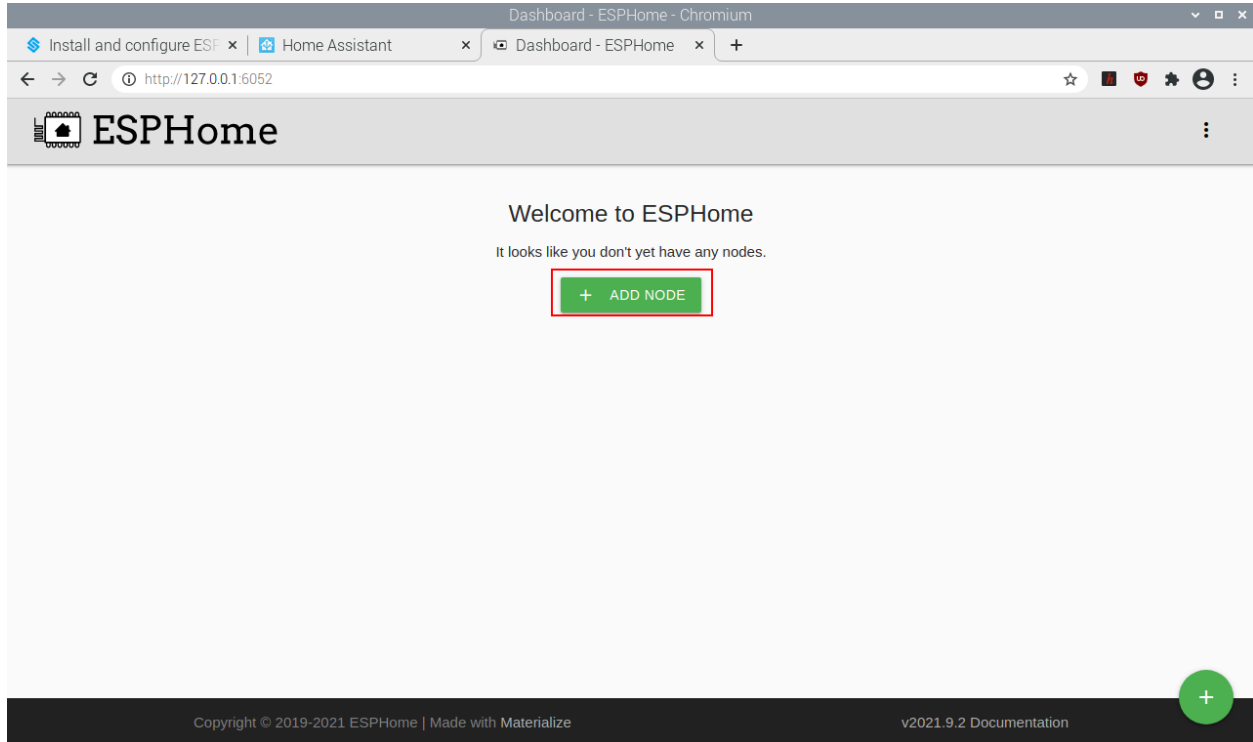 Dashboard - ESPHome - Chromium
Install and configure ESP
Home Assistant
Dashboard - ESPHome
http://127.0.0.1:6052
ESPHome
Welcome to ESPHome
It looks like you don't yet have any nodes.
+ ADD NODE
+
Copyright © 2019-2021 ESPHome | Made with Materialize
v2021.9.2 Documentation